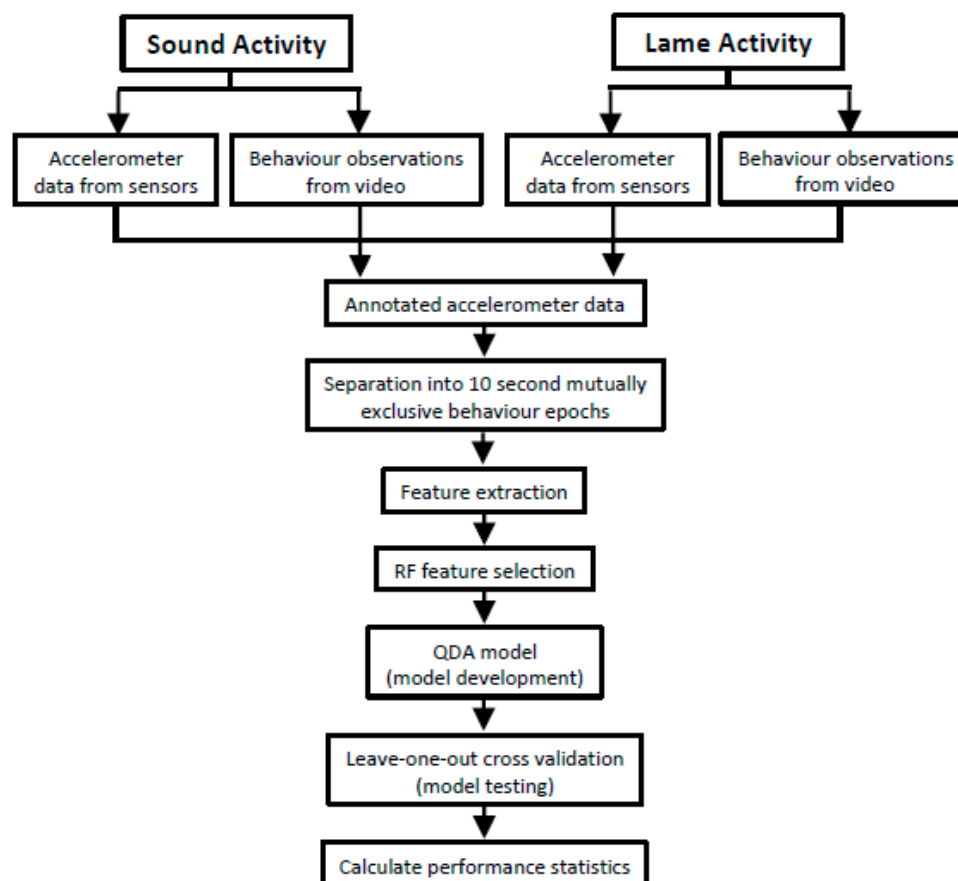 Sound Activity
Lame Activity
Accelerometer
data from sensors
Behaviour observations
from video
Accelerometer
data from sensors
Behaviour observations
from video
Annotated accelerometer data
Separation into 10 second mutually
exclusive behaviour epochs
Feature extraction
RF feature selection
QDA model
(model development)
Leave-one-out cross validation
(model testing)
Calculate performance statistics